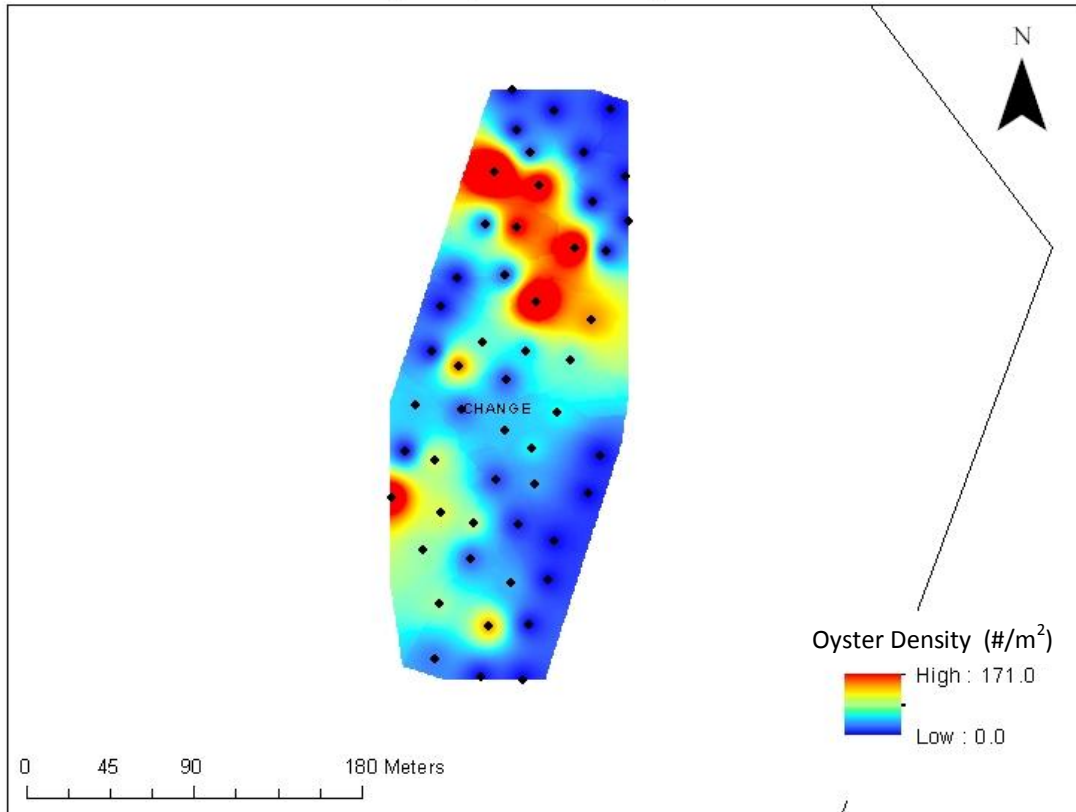 N
CHANGE
Oyster Density (#/m²)
High : 171.0
Low : 0.0
0 45 90 180 Meters